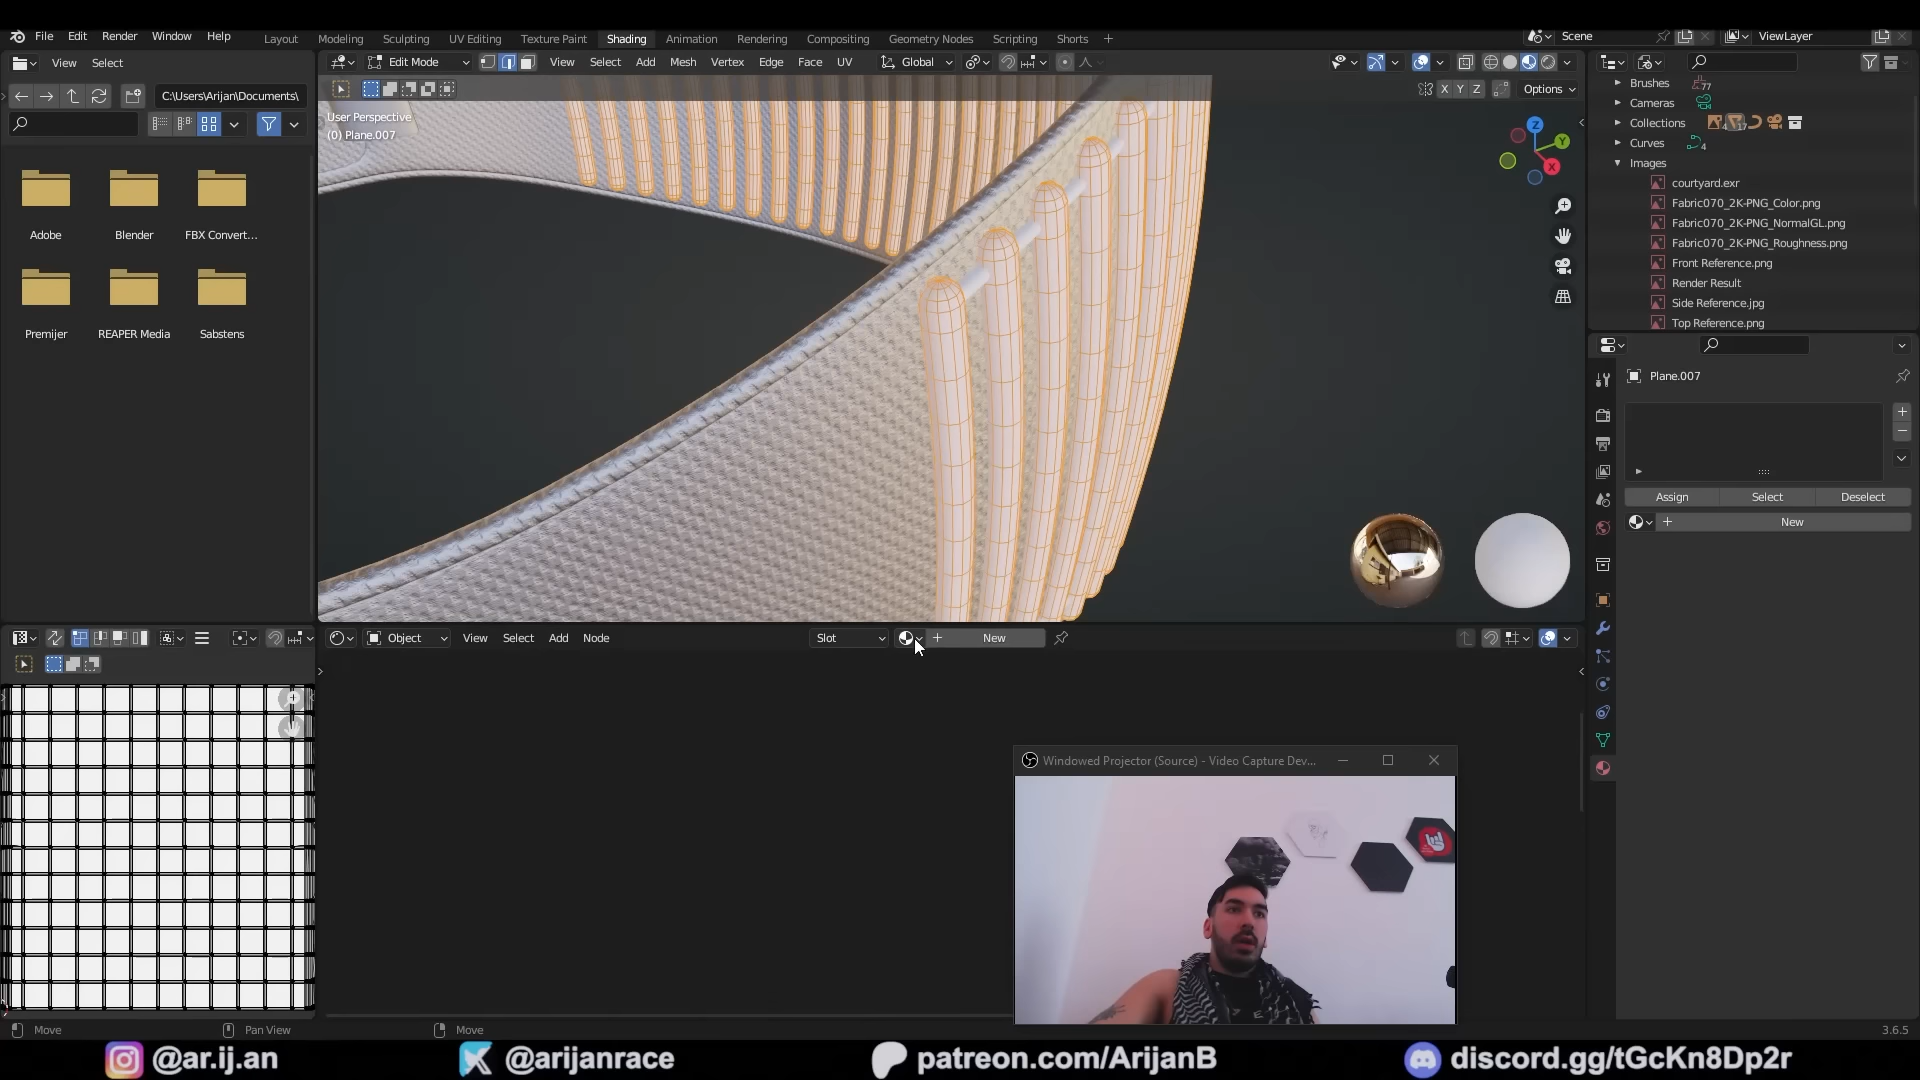 File Edit Render Window Help
Layout Modeling Sculpting UV Editing Texture Paint Shading Animation Rendering Compositing Geometry Nodes Scripting Shorts +
Scene
ViewLayer
View Select
C:\Users\Arijan\Documents\
Adobe
Blender
FBX Convert...
Premijer
REAPER Media
Sabstens
Edit Mode View Select Add Mesh Vertex Edge Face UV Global
X Y Z Options
User Perspective
(0) Plane.007
Z
Y
X
Brushes
77
Cameras
Collections
17
Curves
4
Images
courtyard.exr
Fabric070_2K-PNG_Color.png
Fabric070_2K-PNG_NormalGL.png
Fabric070_2K-PNG_Roughness.png
Front Reference.png
Render Result
Side Reference.jpg
Top Reference.png
Plane.007
Assign Select Deselect
New
Object View Select Add Node Slot New
Windowed Projector (Source) - Video Capture Dev...
Move Pan View Move
3.6.5
@ar.ij.an
@arijanrace
patreon.com/ArijanB
discord.gg/tGcKn8Dp2r